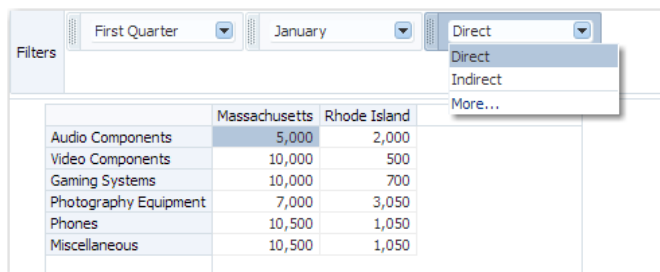 Filters First Quarter January Direct
Direct
Indirect
More...
Massachusetts Rhode Island
Audio Components 5,000 2,000
Video Components 10,000 500
Gaming Systems 10,000 700
Photography Equipment 7,000 3,050
Phones 10,500 1,050
Miscellaneous 10,500 1,050